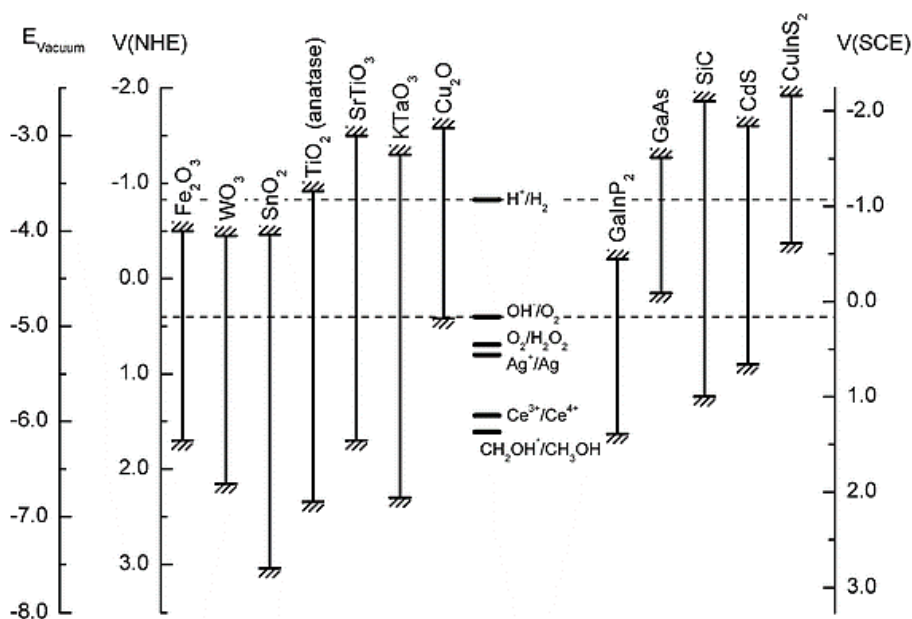 E_Vacuum V(NHE) V(SCE)
-3.0
-4.0
-5.0
-6.0
-7.0
-8.0
-2.0
-1.0
0.0
1.0
2.0
3.0
Fe₂O₃
WO₃
SnO₂
TiO₂ (anatase)
SrTiO₃
KTaO₃
Cu₂O
H⁺/H₂
OH⁻/O₂
O₂/H₂O₂
Ag⁺/Ag
Ce³⁺/Ce⁴⁺
CH₂OH˙/CH₃OH
GaInP₂
GaAs
SiC
CdS
CuInS₂
-2.0
-1.0
0.0
1.0
2.0
3.0